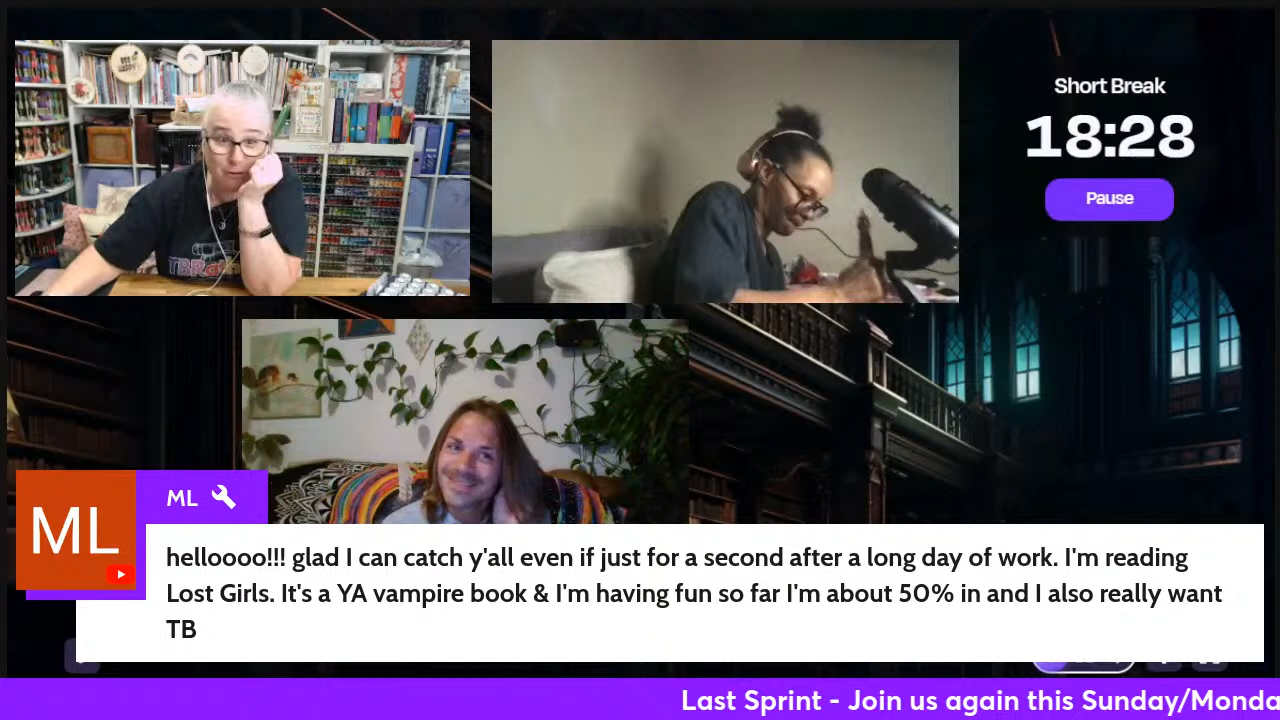 Short Break
18:28
Pause
ML
ML
helloooo!!! glad I can catch y'all even if just for a second after a long day of work. I'm reading
Lost Girls. It's a YA vampire book & I'm having fun so far I'm about 50% in and I also really want
TB
Last Sprint - Join us again this Sunday/Monda